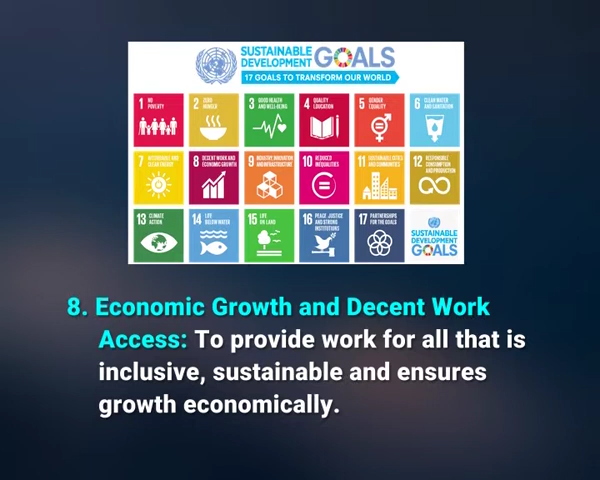 SUSTAINABLE
DEVELOPMENT GOALS
17 GOALS TO TRANSFORM OUR WORLD
1 NO POVERTY
2 ZERO HUNGER
3 GOOD HEALTH AND WELL-BEING
4 QUALITY EDUCATION
5 GENDER EQUALITY
6 CLEAN WATER AND SANITATION
7 AND CLEAN ENERGY
8 DECENT WORK AND ECONOMIC GROWTH
9 INDUSTRY, INNOVATION AND INFRASTRUCTURE
10 REDUCED INEQUALITIES
11 SUSTAINABLE CITIES AND COMMUNITIES
12 RESPONSIBLE CONSUMPTION AND PRODUCTION
13 CLIMATE ACTION
14 LIFE BELOW WATER
15 LIFE ON LAND
16 PEACE JUSTICE AND STRONG INSTITUTIONS
17 PARTNERSHIPS FOR THE GOALS
SUSTAINABLE
DEVELOPMENT
GOALS
8. Economic Growth and Decent Work
Access: To provide work for all that is
inclusive, sustainable and ensures
growth economically.